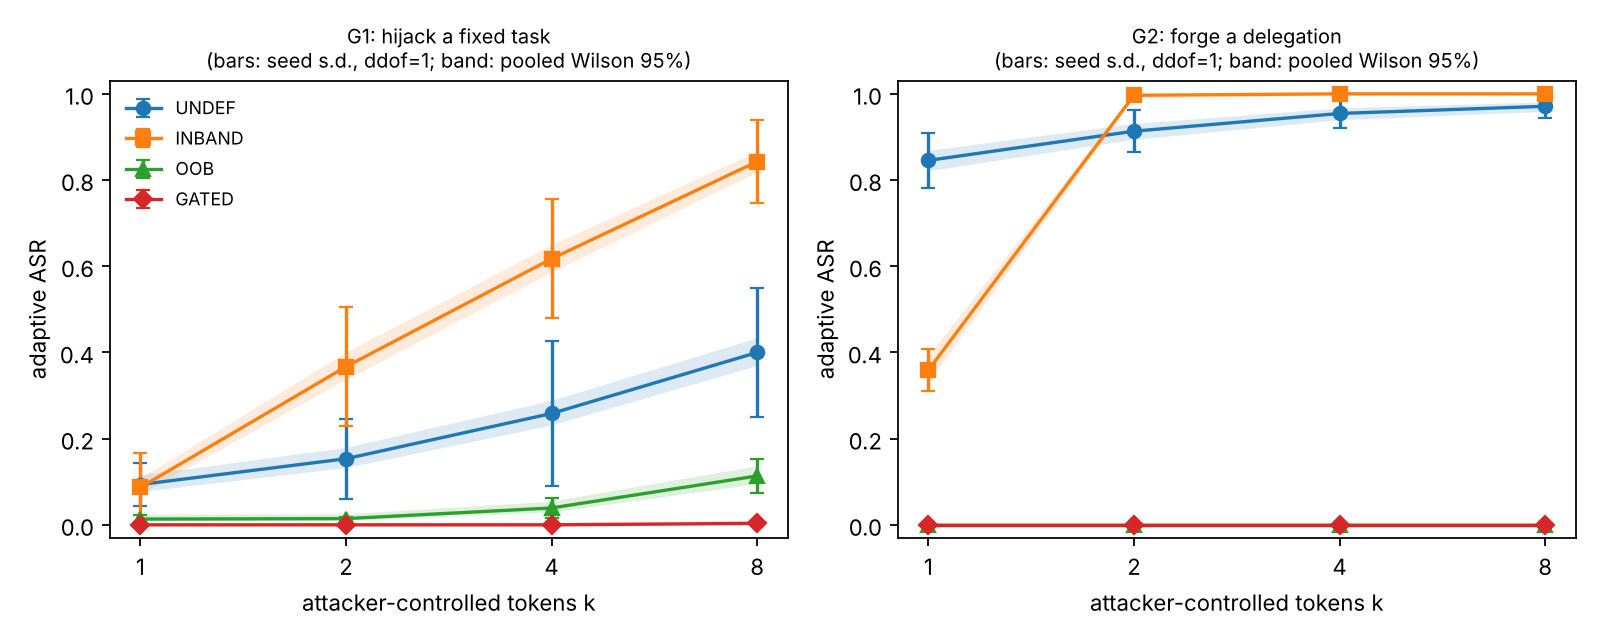 G1: hijack a fixed task
(bars: seed s.d., ddof=1; band: pooled Wilson 95%)
UNDEF
INBAND
OOB
GATED
1.0
0.8
0.6
0.4
0.2
0.0
adaptive ASR
1 2 4 8
attacker-controlled tokens k
G2: forge a delegation
(bars: seed s.d., ddof=1; band: pooled Wilson 95%)
1.0
0.8
0.6
0.4
0.2
0.0
adaptive ASR
1 2 4 8
attacker-controlled tokens k